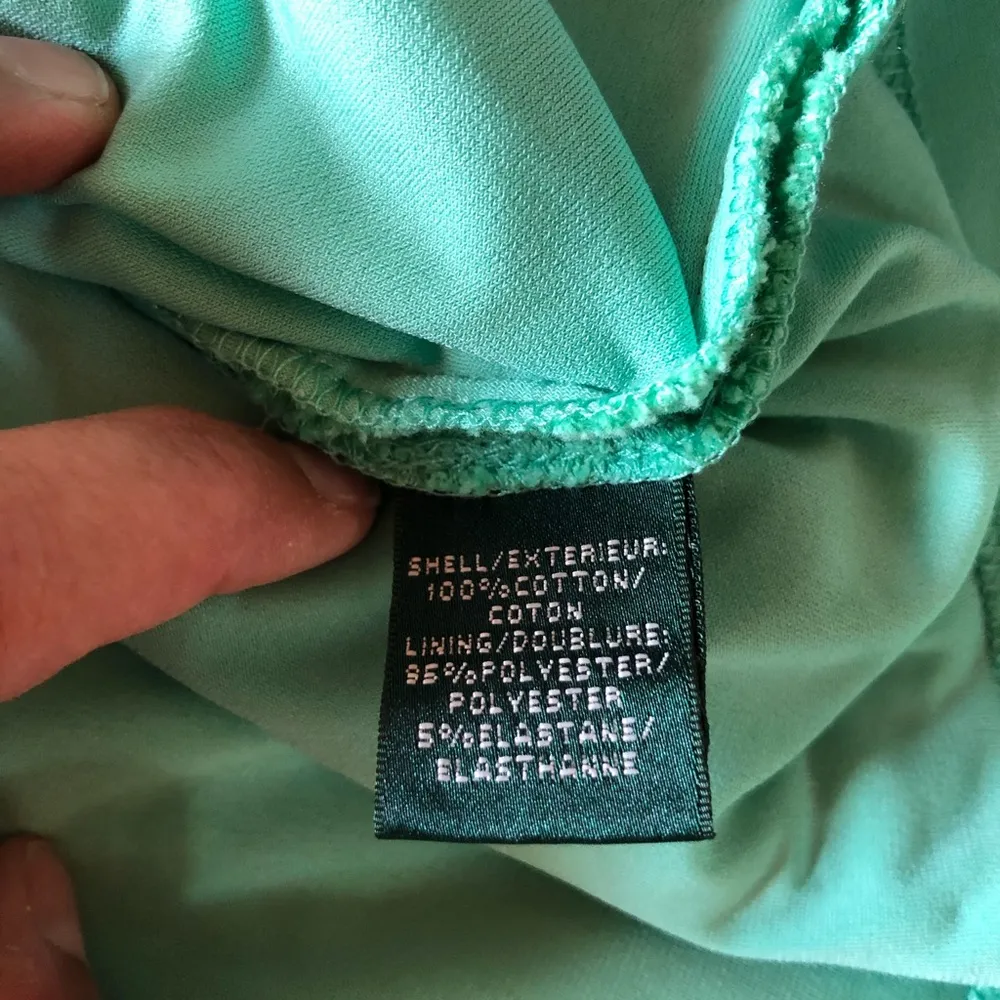 SHELL/EXTERIEUR:
100%COTTON/
COTON
LINING/DOUBLURE:
95%POLYESTER/
POLYESTER
5%ELASTANE/
ELASTHANNE